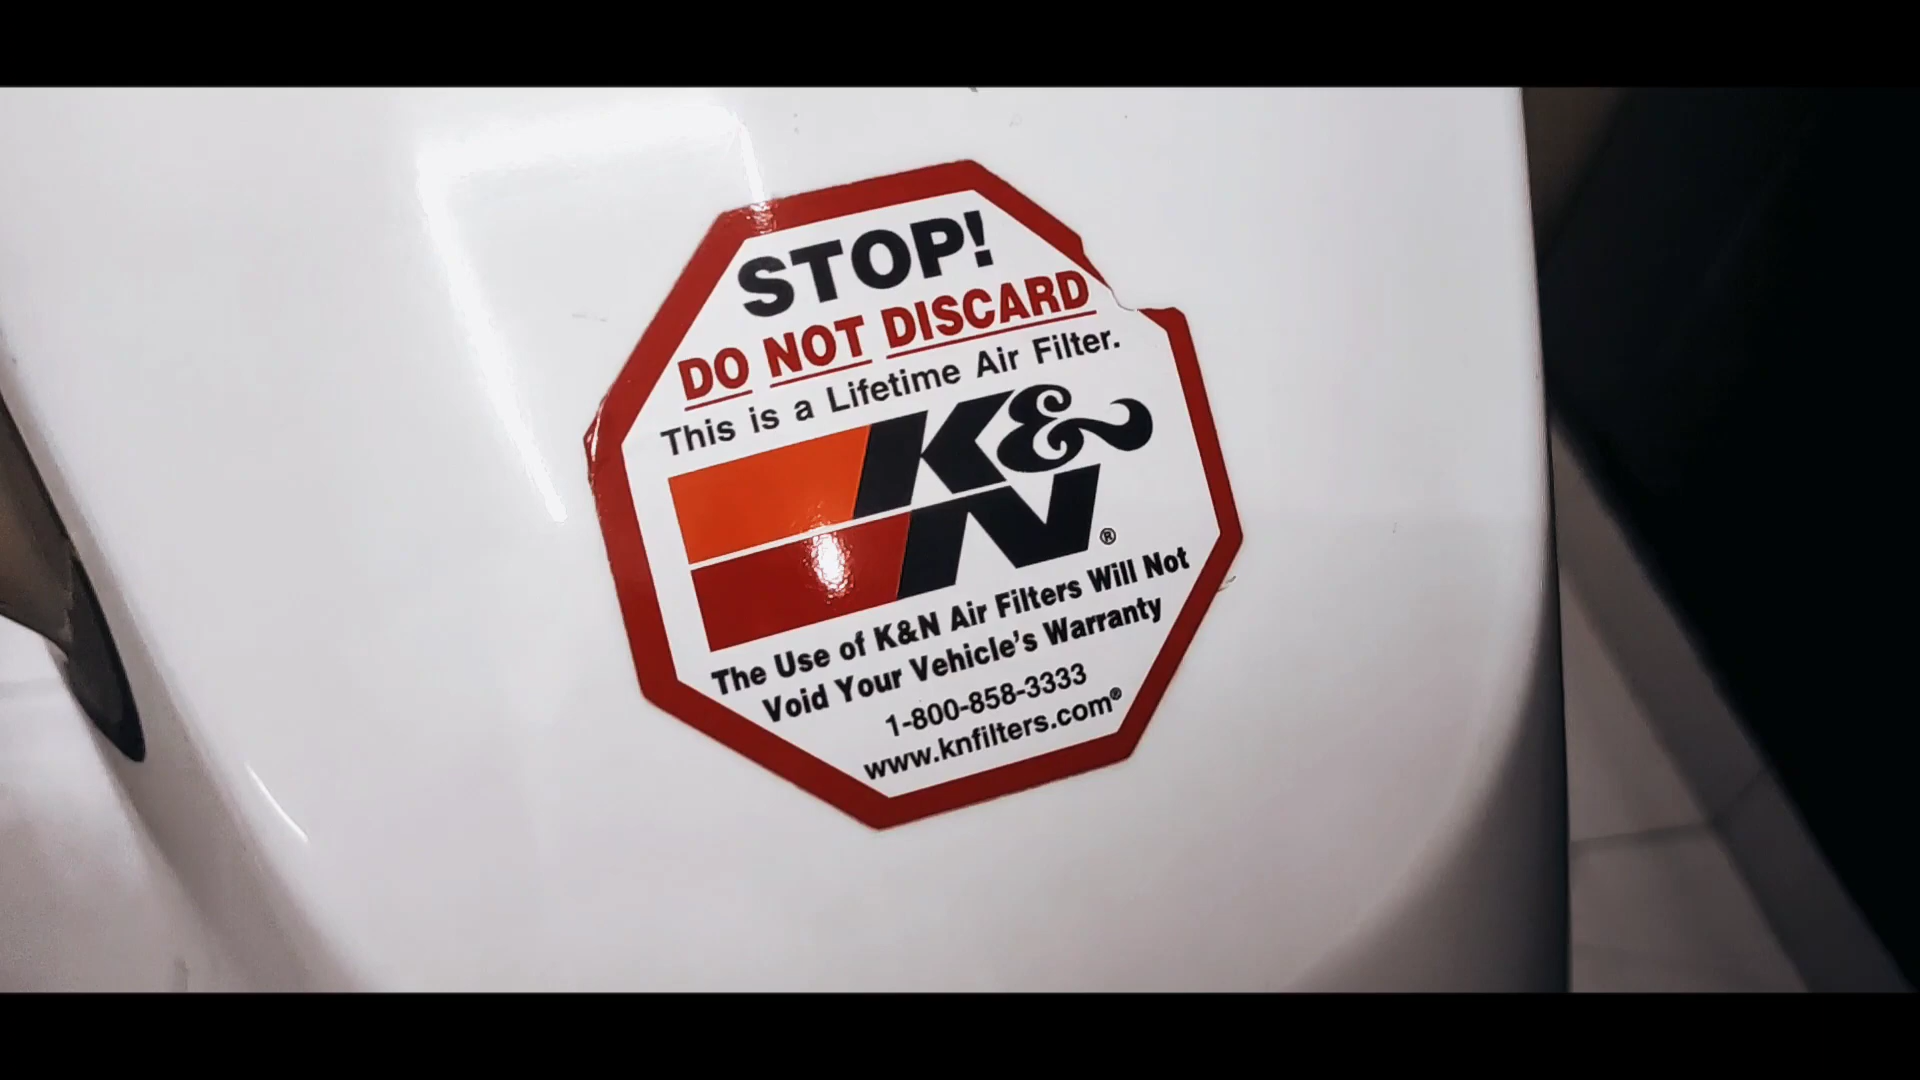 STOP!
DO NOT DISCARD
This is a Lifetime Air Filter.
K&
N®
The Use of K&N Air Filters Will Not
Void Your Vehicle's Warranty
1-800-858-3333
www.knfilters.com®